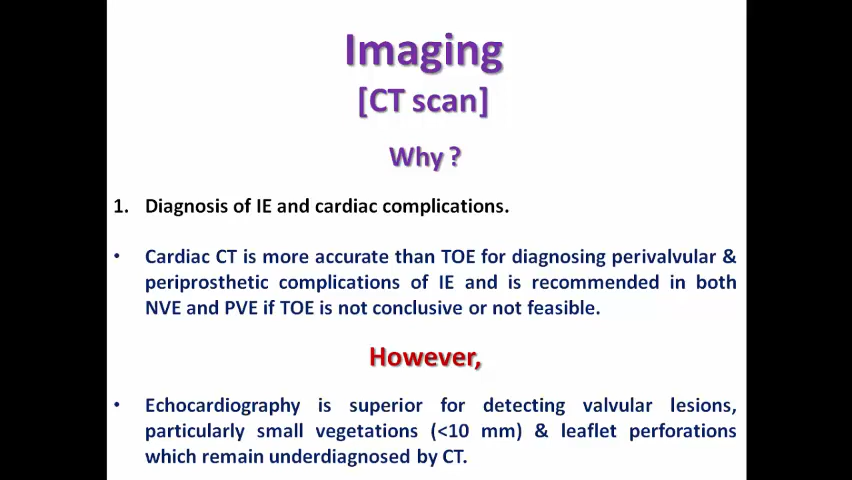 Imaging
[CT scan]
Why ?
1. Diagnosis of IE and cardiac complications.
• Cardiac CT is more accurate than TOE for diagnosing perivalvular &
periprosthetic complications of IE and is recommended in both
NVE and PVE if TOE is not conclusive or not feasible.
However,
• Echocardiography is superior for detecting valvular lesions,
particularly small vegetations (<10 mm) & leaflet perforations
which remain underdiagnosed by CT.